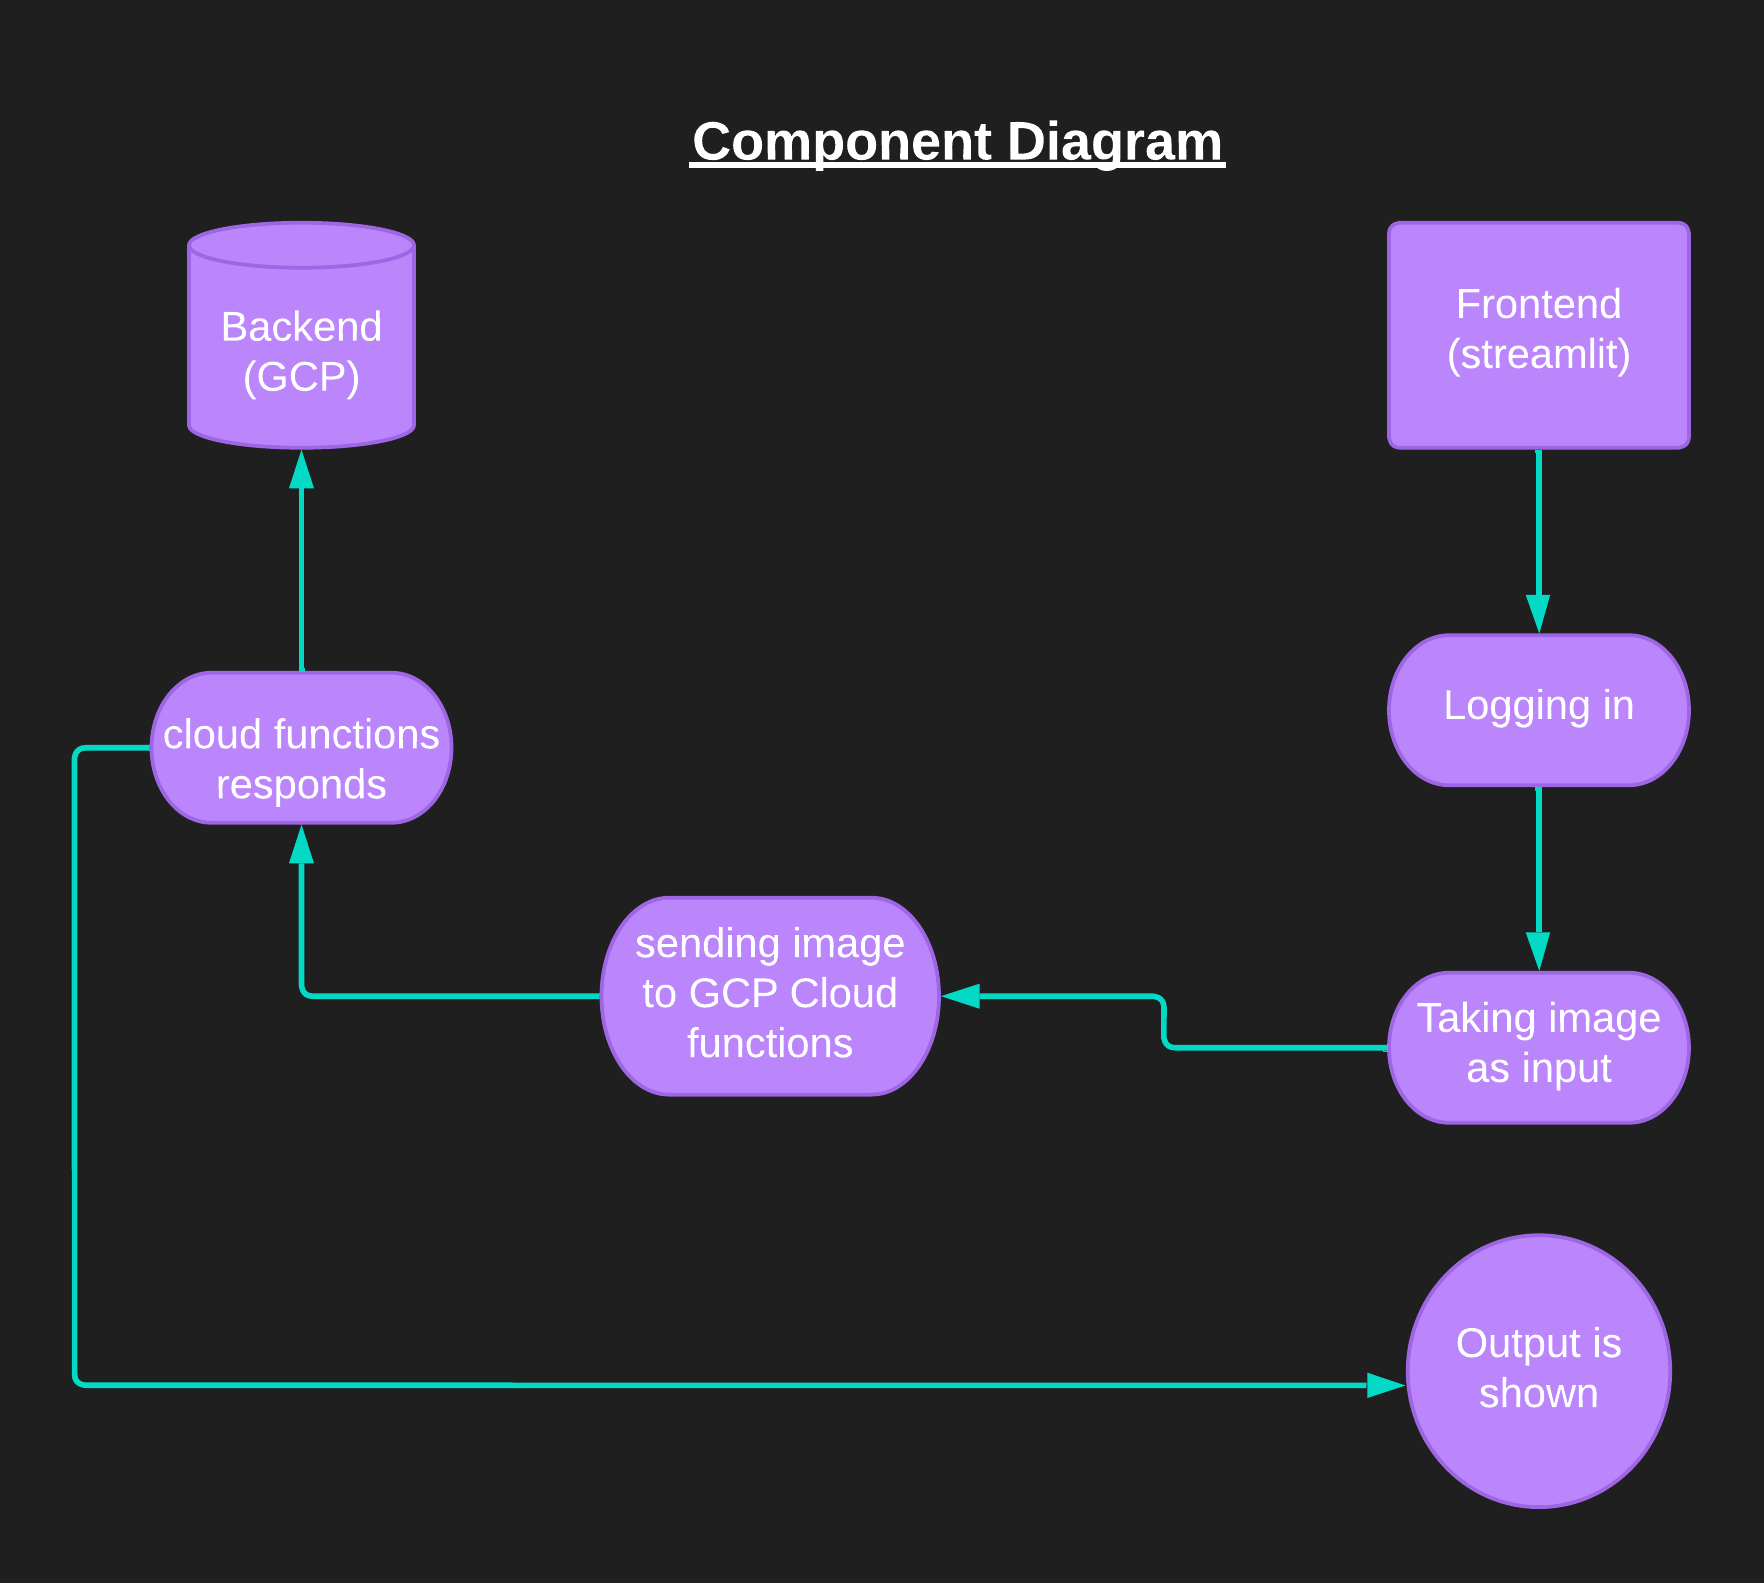 Component Diagram
Backend
(GCP)
Frontend
(streamlit)
Logging in
cloud functions
responds
sending image
to GCP Cloud
functions
Taking image
as input
Output is
shown